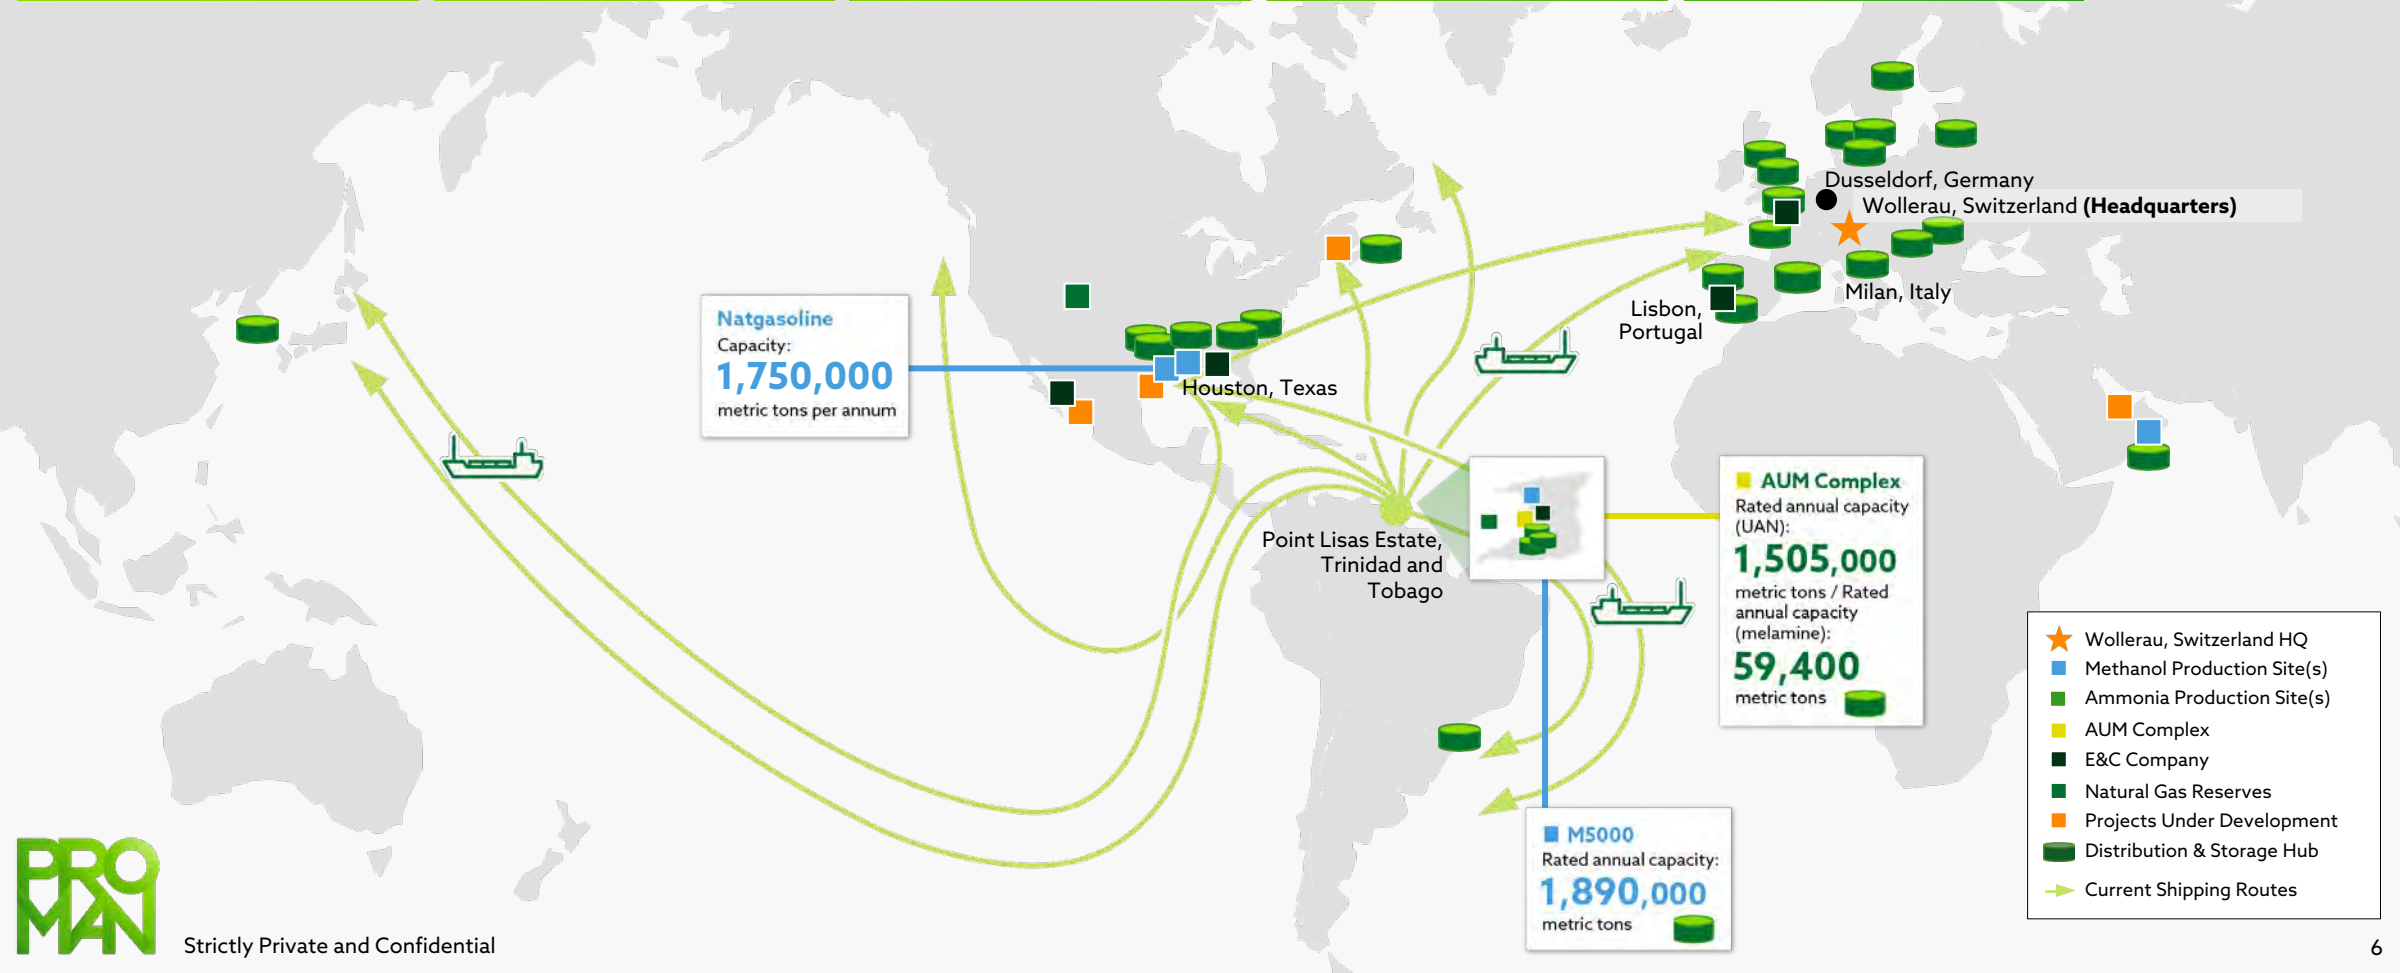 Dusseldorf, Germany
Wollerau, Switzerland (Headquarters)
Milan, Italy
Lisbon,
Portugal
Natgasoline
Capacity:
1,750,000
metric tons per annum
Houston, Texas
Point Lisas Estate,
Trinidad and
Tobago
AUM Complex
Rated annual capacity
(UAN):
1,505,000
metric tons / Rated
annual capacity
(melamine):
59,400
metric tons
M5000
Rated annual capacity:
1,890,000
metric tons
Wollerau, Switzerland HQ
Methanol Production Site(s)
Ammonia Production Site(s)
AUM Complex
E&C Company
Natural Gas Reserves
Projects Under Development
Distribution & Storage Hub
Current Shipping Routes
PRO
MAN
Strictly Private and Confidential
6